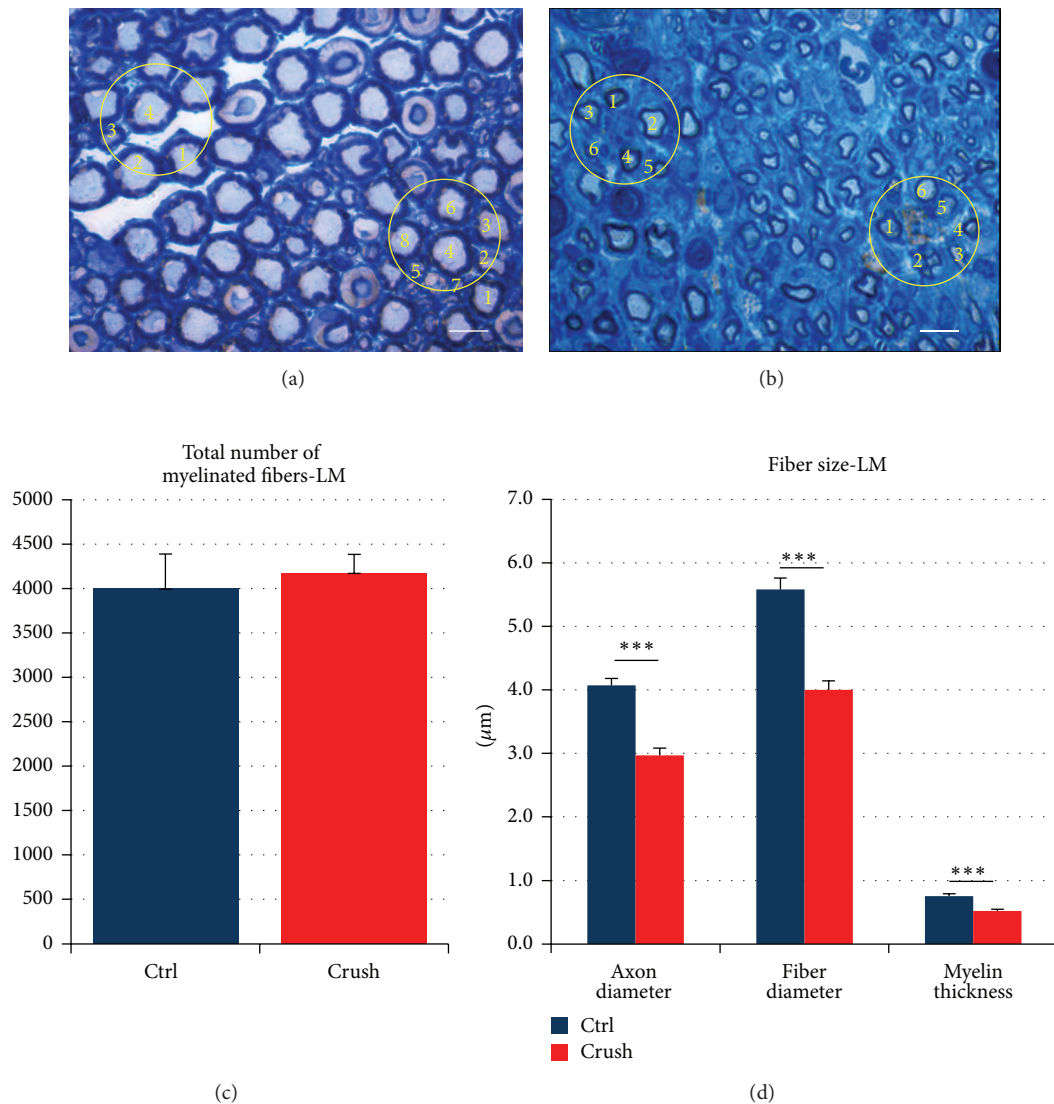 4
3
2
1
6
3
8
4
5
2
7
1
1
3
2
6
4
5
6
5
1
4
2
3
(a)
(b)
Total number of
myelinated fibers-LM
5000
4500
4000
3500
3000
2500
2000
1500
1000
500
0
Ctrl
Crush
(c)
Fiber size-LM
(μm)
7.0
6.0
5.0
4.0
3.0
2.0
1.0
0.0
***
***
***
Axon
diameter
Fiber
diameter
Myelin
thickness
Ctrl
Crush
(d)